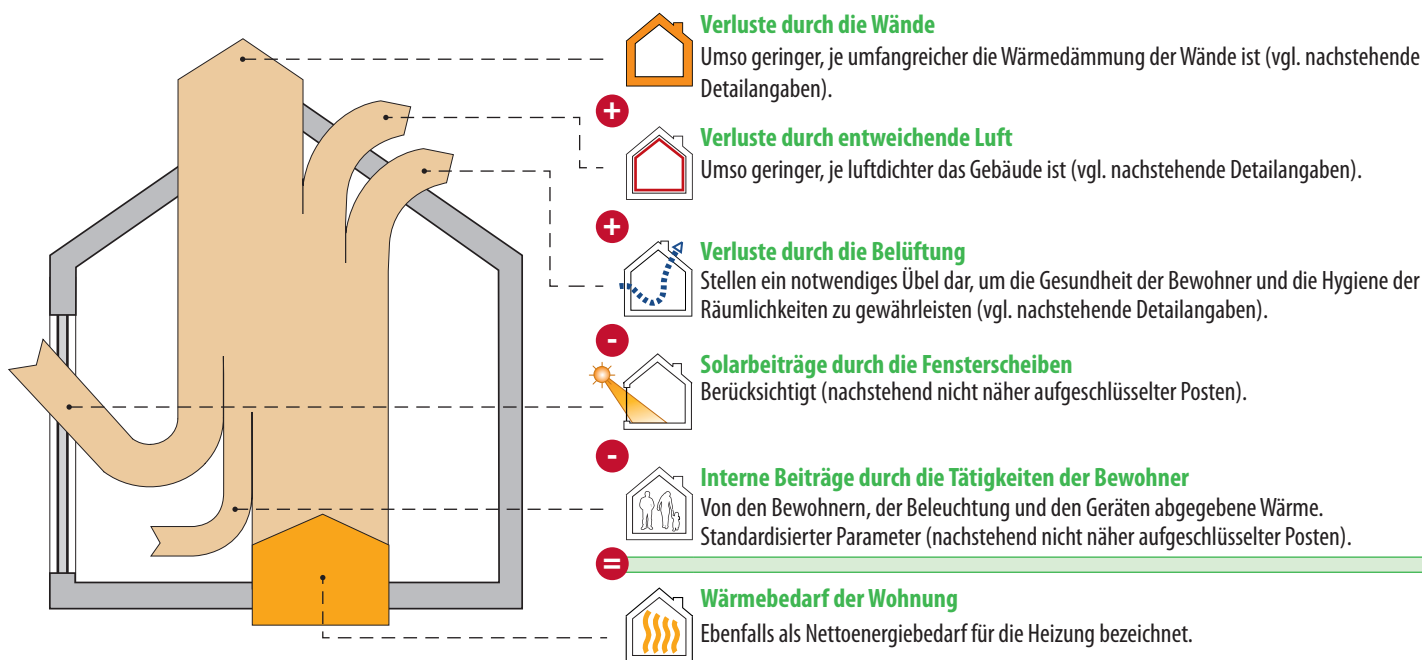 Verluste durch die Wände
Umso geringer, je umfangreicher die Wärmedämmung der Wände ist (vgl. nachstehende
Detailangaben).
+
Verluste durch entweichende Luft
Umso geringer, je luftdichter das Gebäude ist (vgl. nachstehende Detailangaben).
+
Verluste durch die Belüftung
Stellen ein notwendiges Übel dar, um die Gesundheit der Bewohner und die Hygiene der
Räumlichkeiten zu gewährleisten (vgl. nachstehende Detailangaben).
-
Solarbeiträge durch die Fensterscheiben
Berücksichtigt (nachstehend nicht näher aufgeschlüsselter Posten).
-
Interne Beiträge durch die Tätigkeiten der Bewohner
Von den Bewohnern, der Beleuchtung und den Geräten abgegebene Wärme.
Standardisierter Parameter (nachstehend nicht näher aufgeschlüsselter Posten).
=
Wärmebedarf der Wohnung
Ebenfalls als Nettoenergiebedarf für die Heizung bezeichnet.